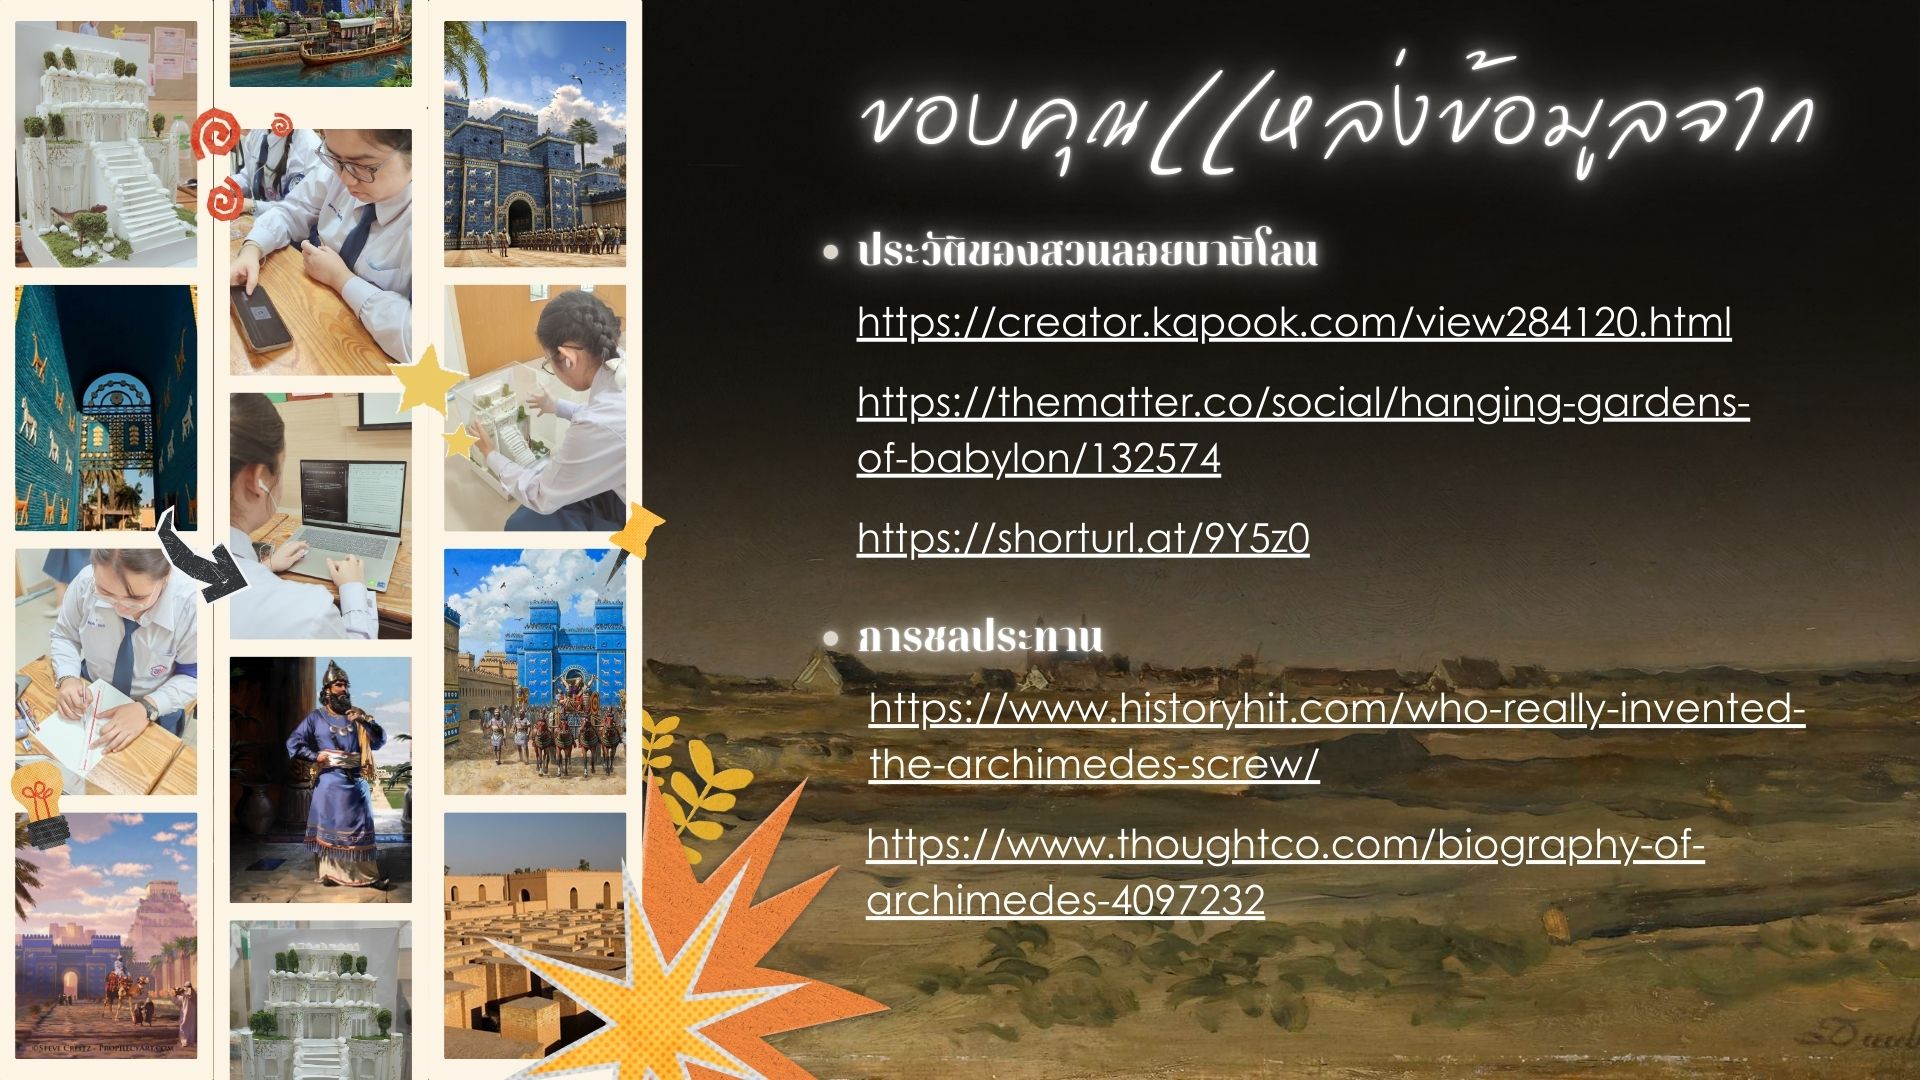 ขอบคุณแหล่งข้อมูลจาก
ประวัติของสวนลอยบาบิโลน
https://creator.kapook.com/view284120.html
https://thematter.co/social/hanging-gardens-
of-babylon/132574
https://shorturl.at/9Y5z0
การชลประทาน
https://www.historyhit.com/who-really-invented-
the-archimedes-screw/
https://www.thoughtco.com/biography-of-
archimedes-4097232
©Steve Creitz - ProphecyArt.com